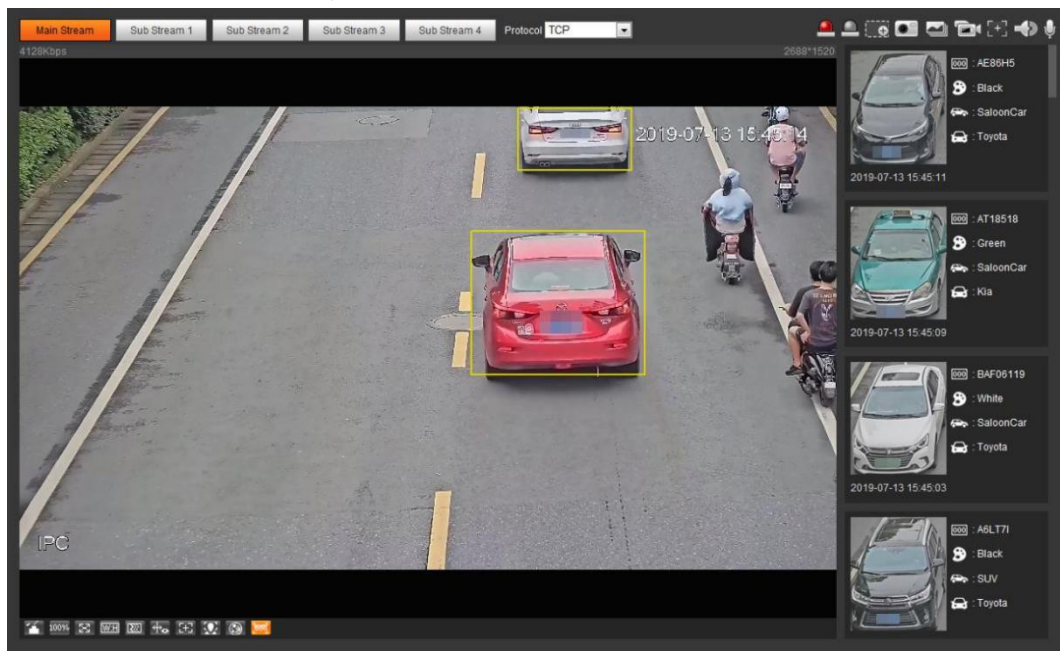 Main Stream Sub Stream 1 Sub Stream 2 Sub Stream 3 Sub Stream 4 Protocol TCP
4128Kbps 2688*1520
2019-07-13 15:45:14
IPC
100% W:H
: AE86H5
: Black
: SaloonCar
: Toyota
2019-07-13 15:45:11
: AT18518
: Green
: SaloonCar
: Kia
2019-07-13 15:45:09
: BAF06119
: White
: SaloonCar
: Toyota
2019-07-13 15:45:03
: A6LT7I
: Black
: SUV
: Toyota